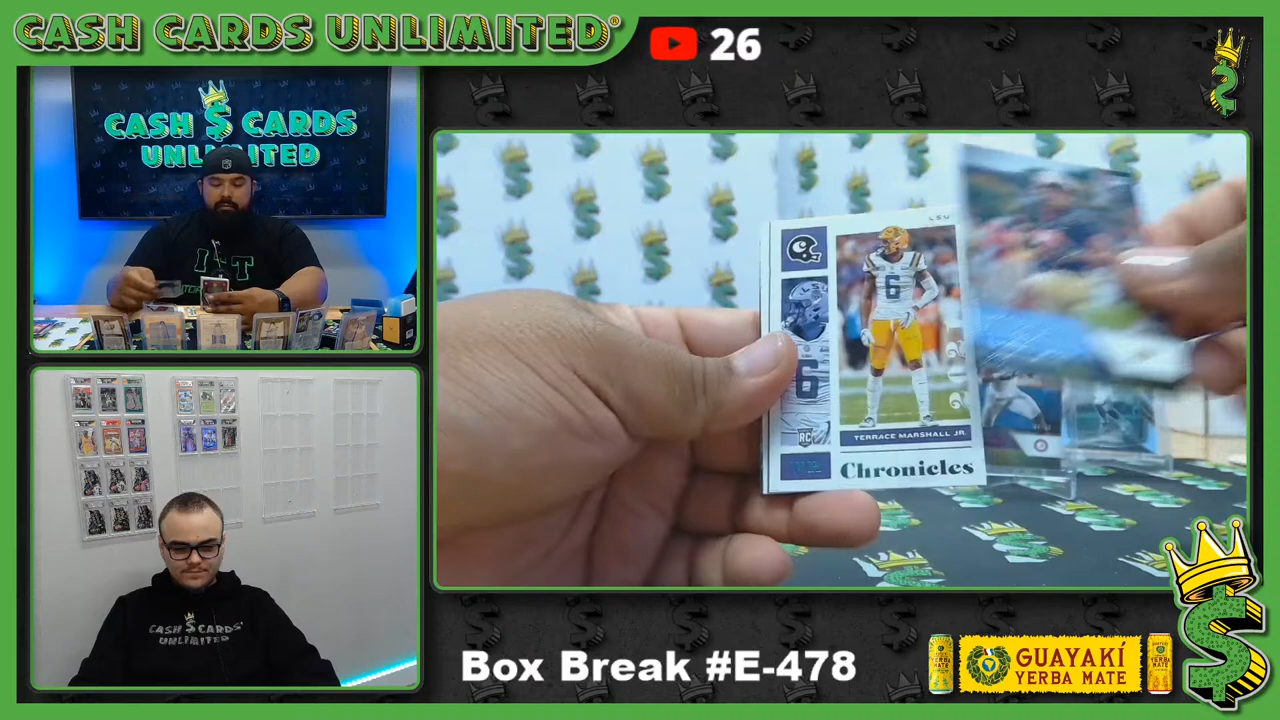 CASH CARDS UNLIMITED®
26
CASH $ CARDS
UNLIMITED
LSU
6
6
RC
TERRACE MARSHALL JR.
Chronicles
CASH $ CARDS
UNLIMITED
Box Break #E-478
GUAYAKÍ
YERBA MATE